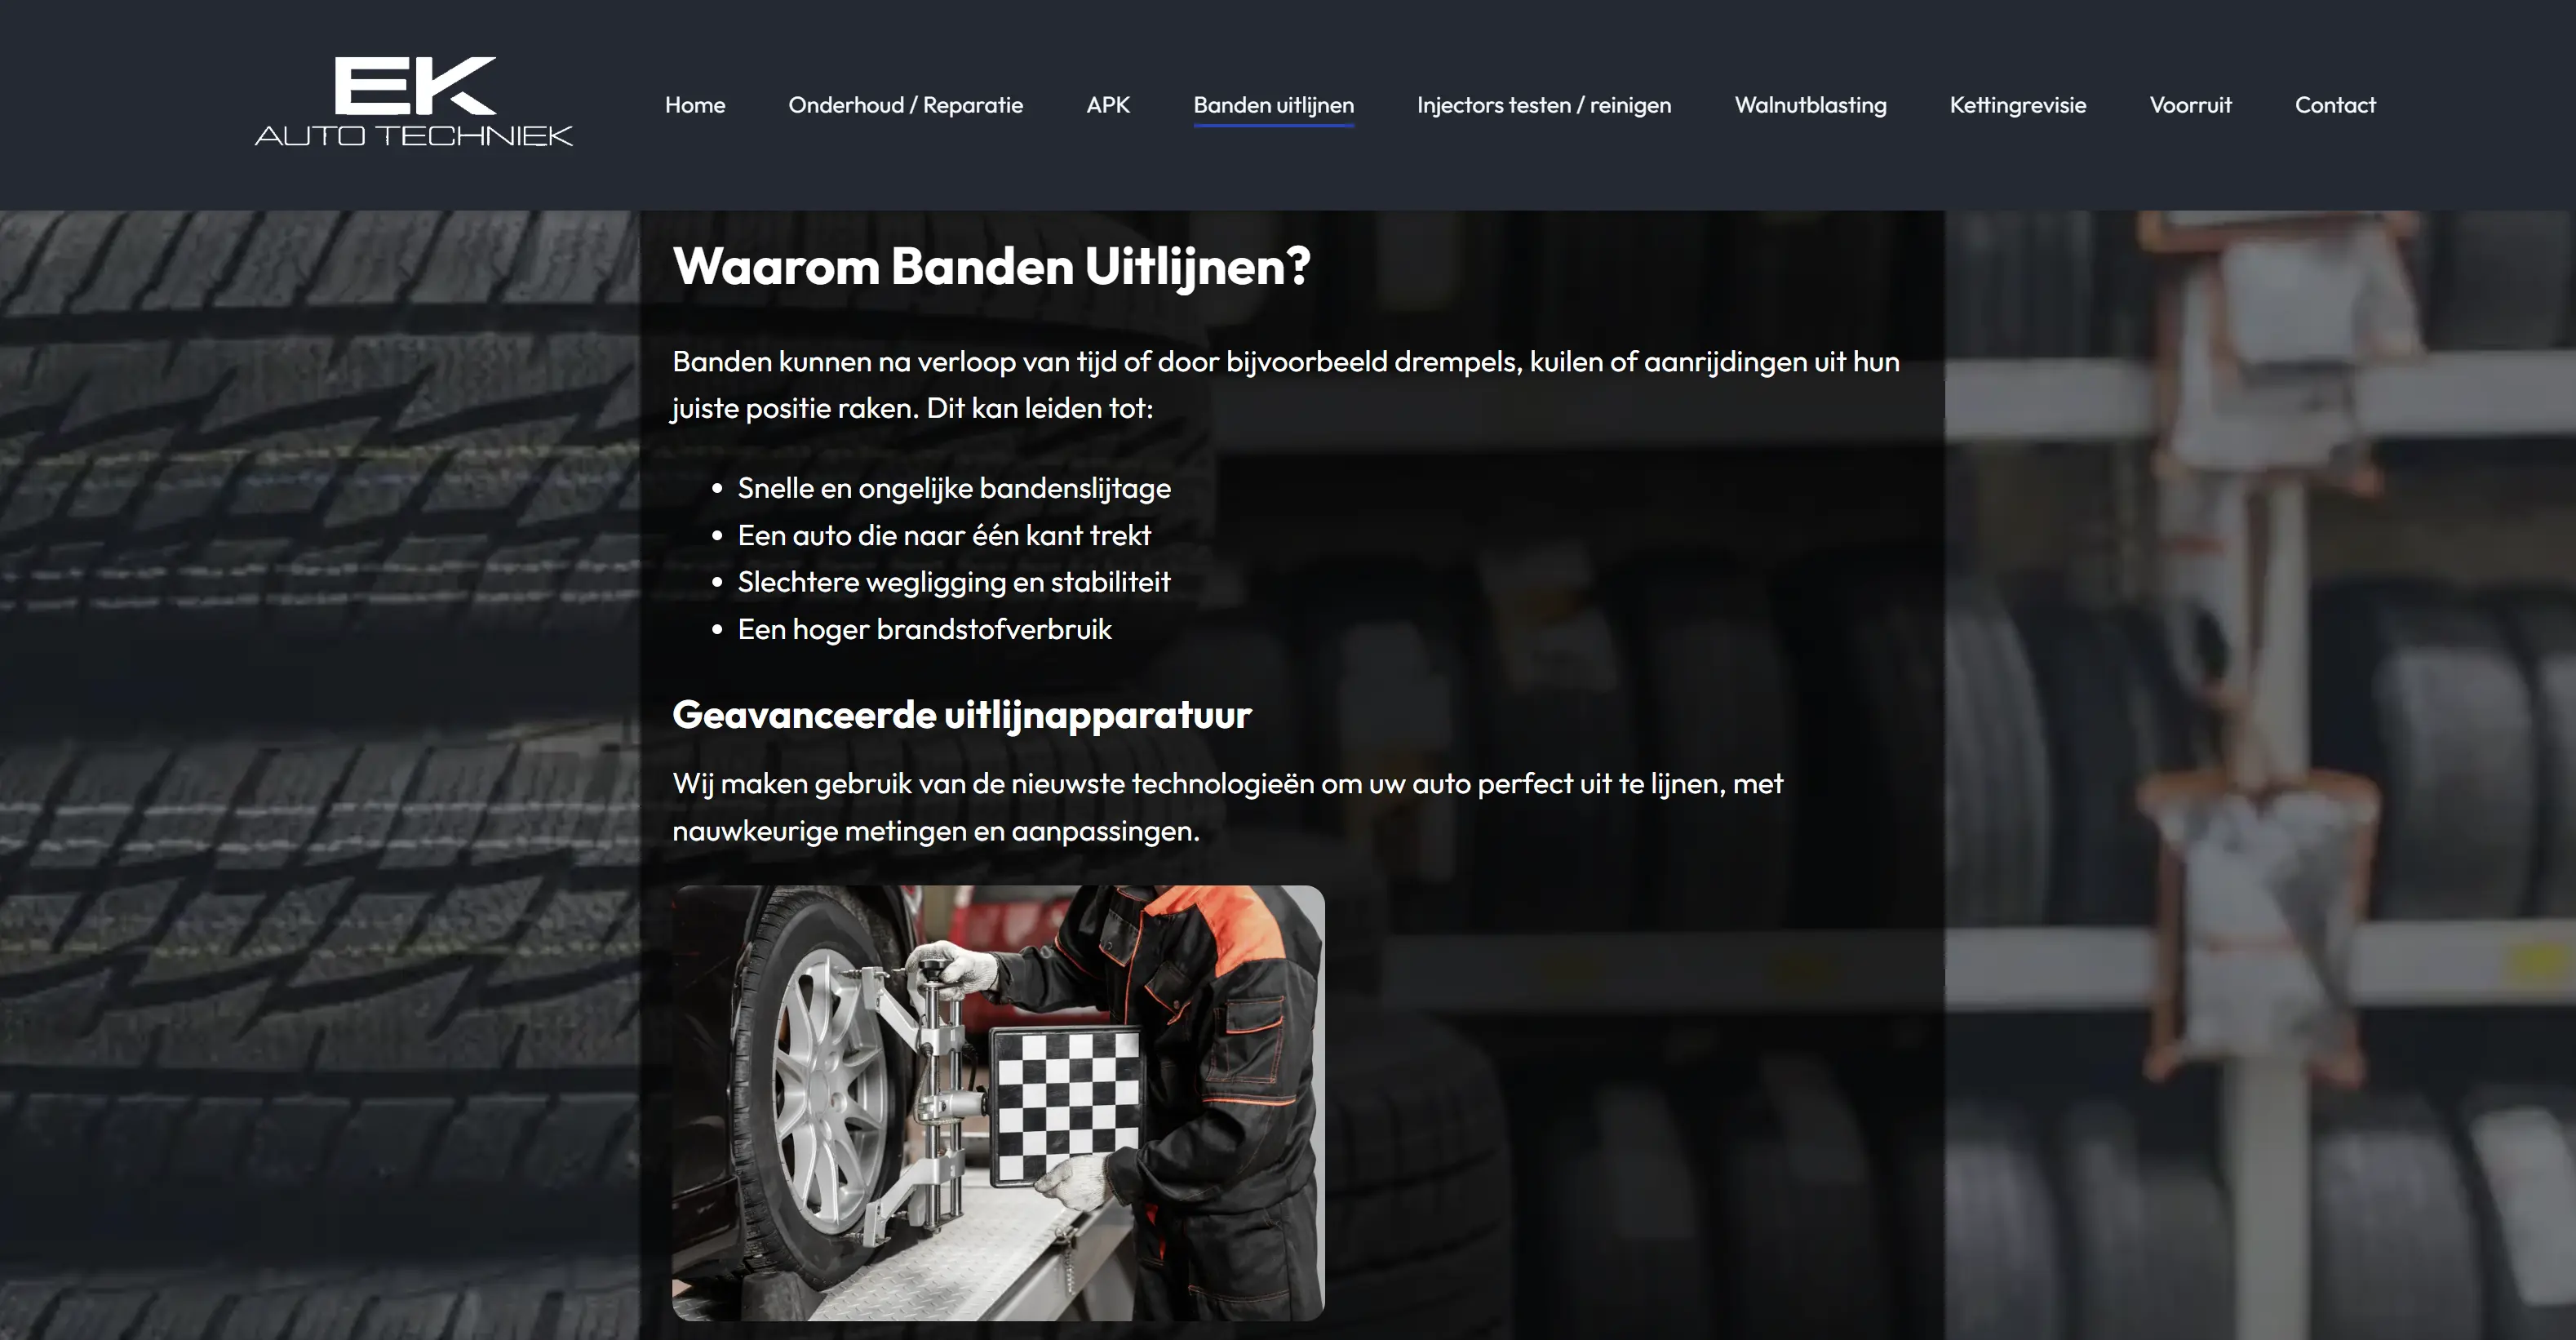 EK
AUTO TECHNIEK
Home
Onderhoud / Reparatie
APK
Banden uitlijnen
Injectors testen / reinigen
Walnutblasting
Kettingrevisie
Voorruit
Contact
Waarom Banden Uitlijnen?
Banden kunnen na verloop van tijd of door bijvoorbeeld drempels, kuilen of aanrijdingen uit hun
juiste positie raken. Dit kan leiden tot:
• Snelle en ongelijke bandenslijtage
• Een auto die naar één kant trekt
• Slechtere wegligging en stabiliteit
• Een hoger brandstofverbruik
Geavanceerde uitlijnapparatuur
Wij maken gebruik van de nieuwste technologieën om uw auto perfect uit te lijnen, met
nauwkeurige metingen en aanpassingen.